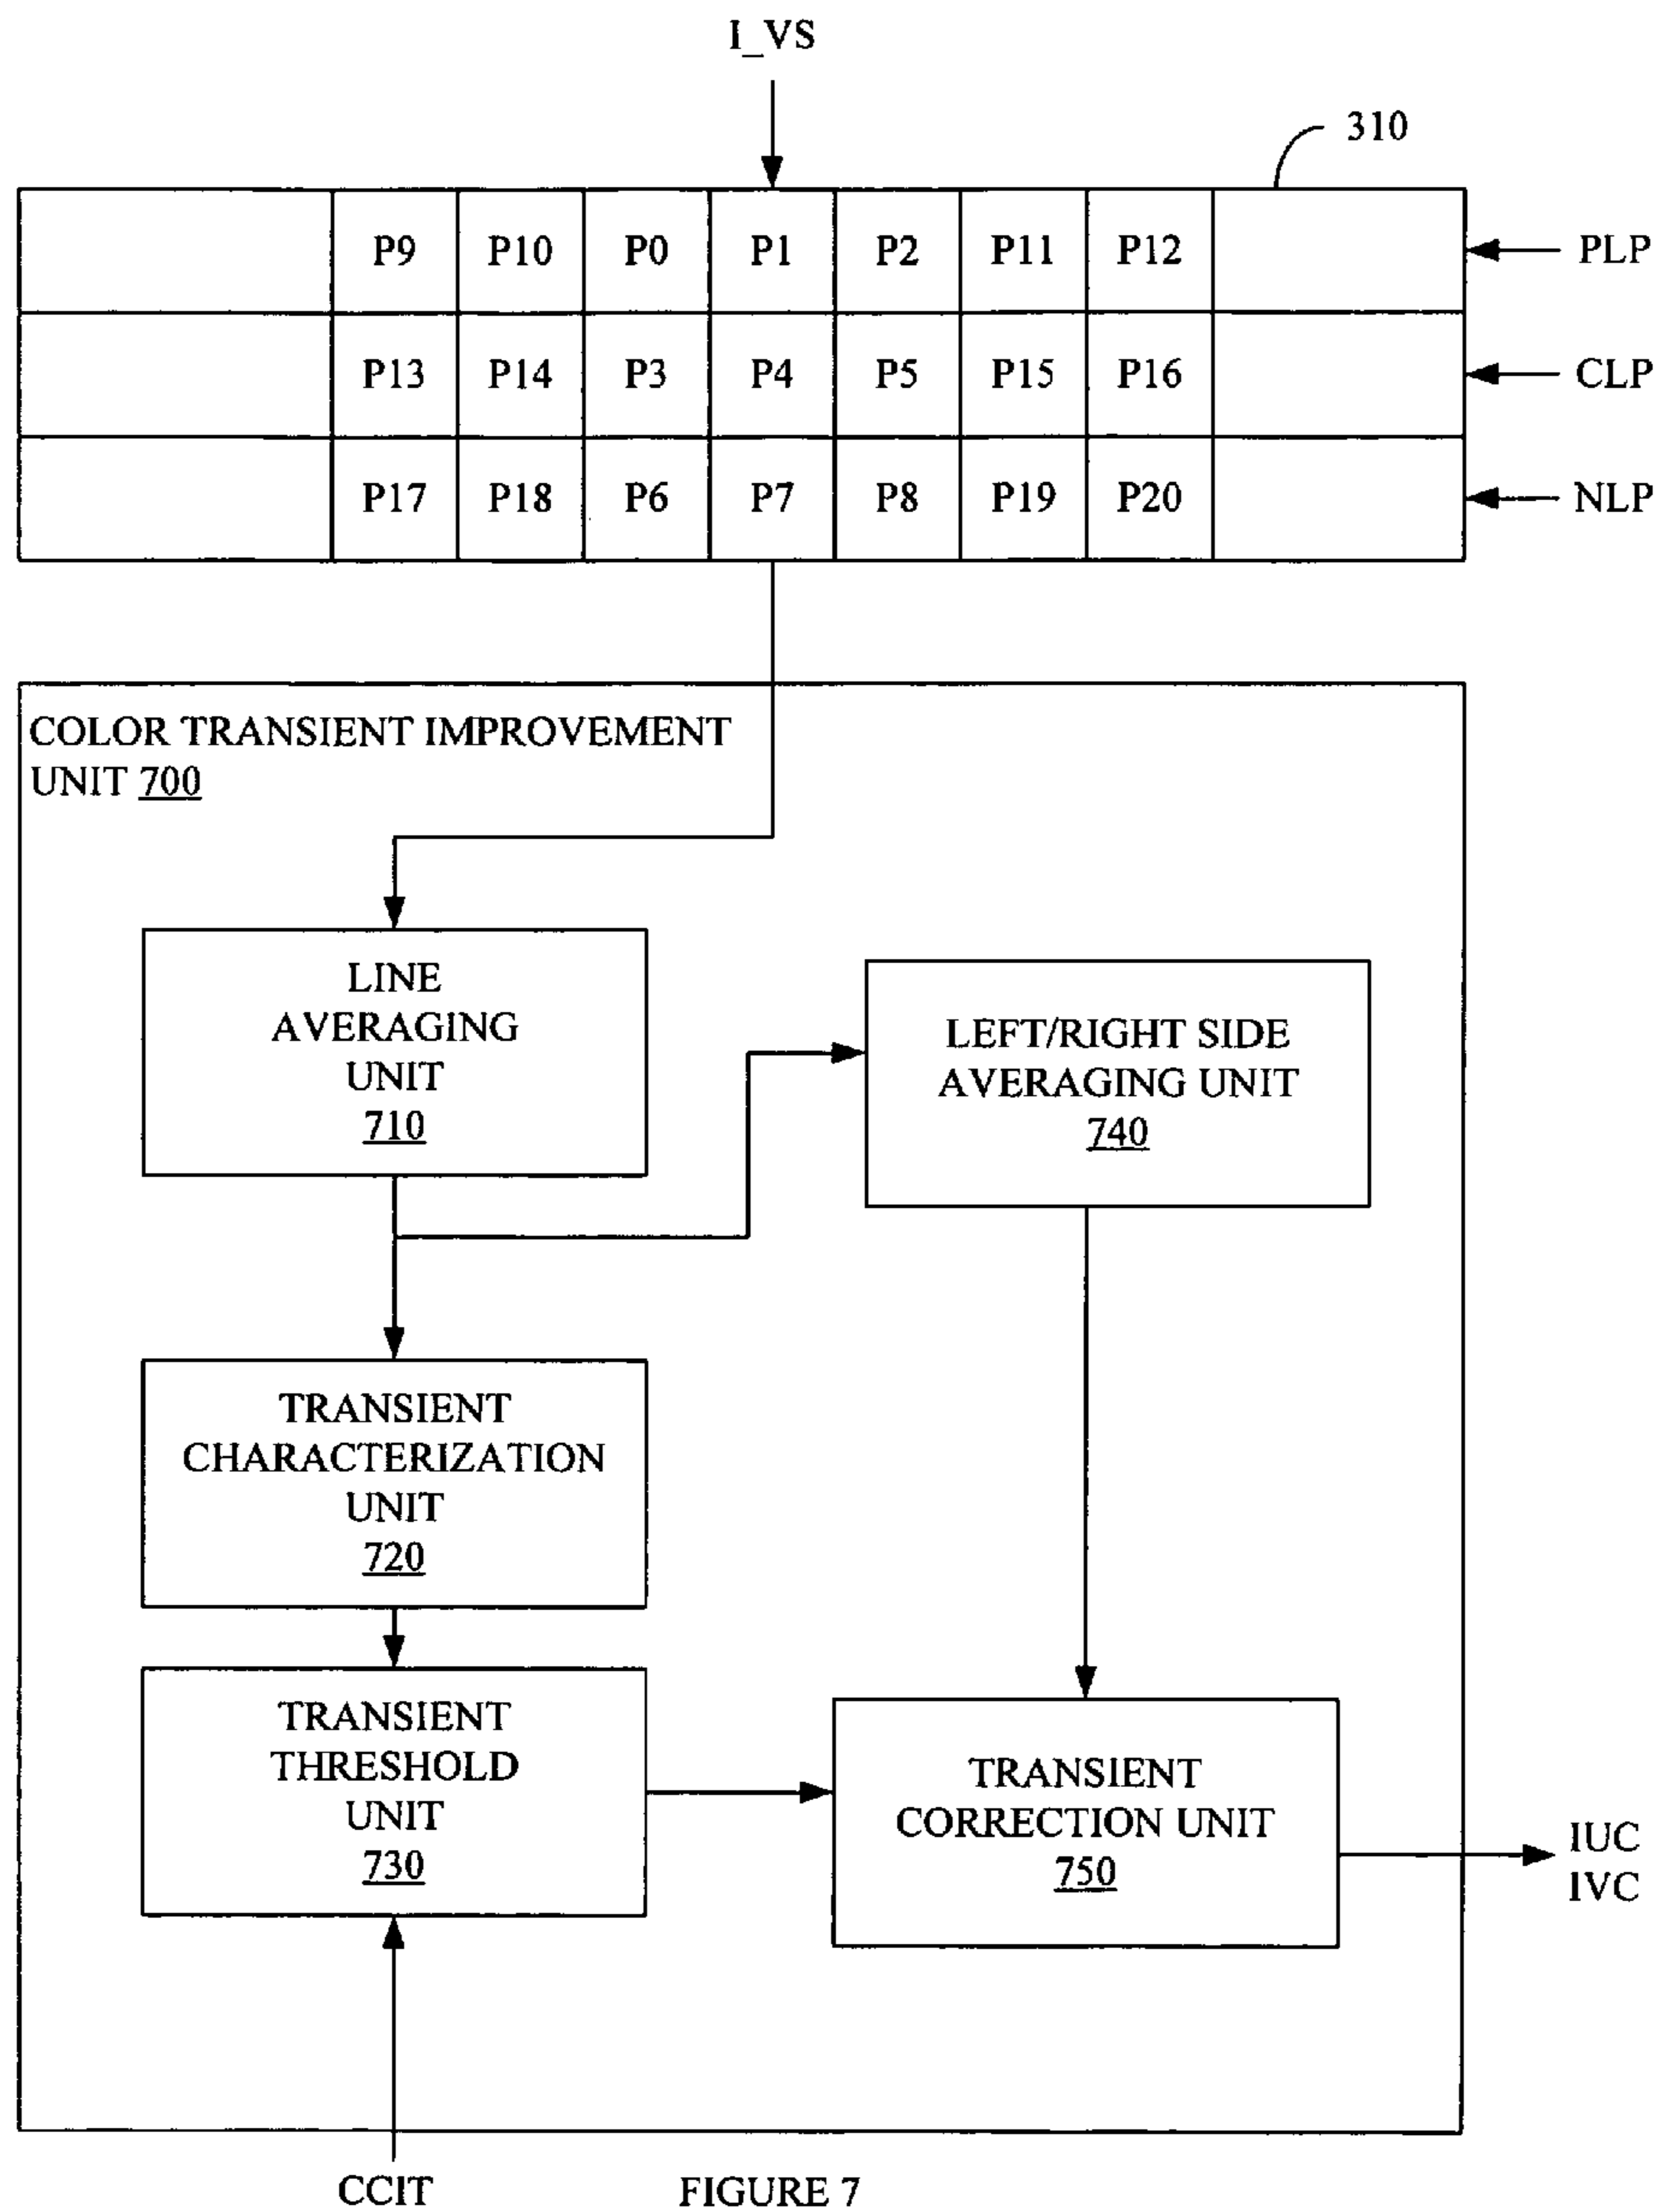 I_VS
310
P9 P10 P0 P1 P2 P11 P12 PLP
P13 P14 P3 P4 P5 P15 P16 CLP
P17 P18 P6 P7 P8 P19 P20 NLP
COLOR TRANSIENT IMPROVEMENT
UNIT 700
LINE
AVERAGING
UNIT
710
LEFT/RIGHT SIDE
AVERAGING UNIT
740
TRANSIENT
CHARACTERIZATION
UNIT
720
TRANSIENT
THRESHOLD
UNIT
730
TRANSIENT
CORRECTION UNIT
750
IUC
IVC
CCIT
FIGURE 7